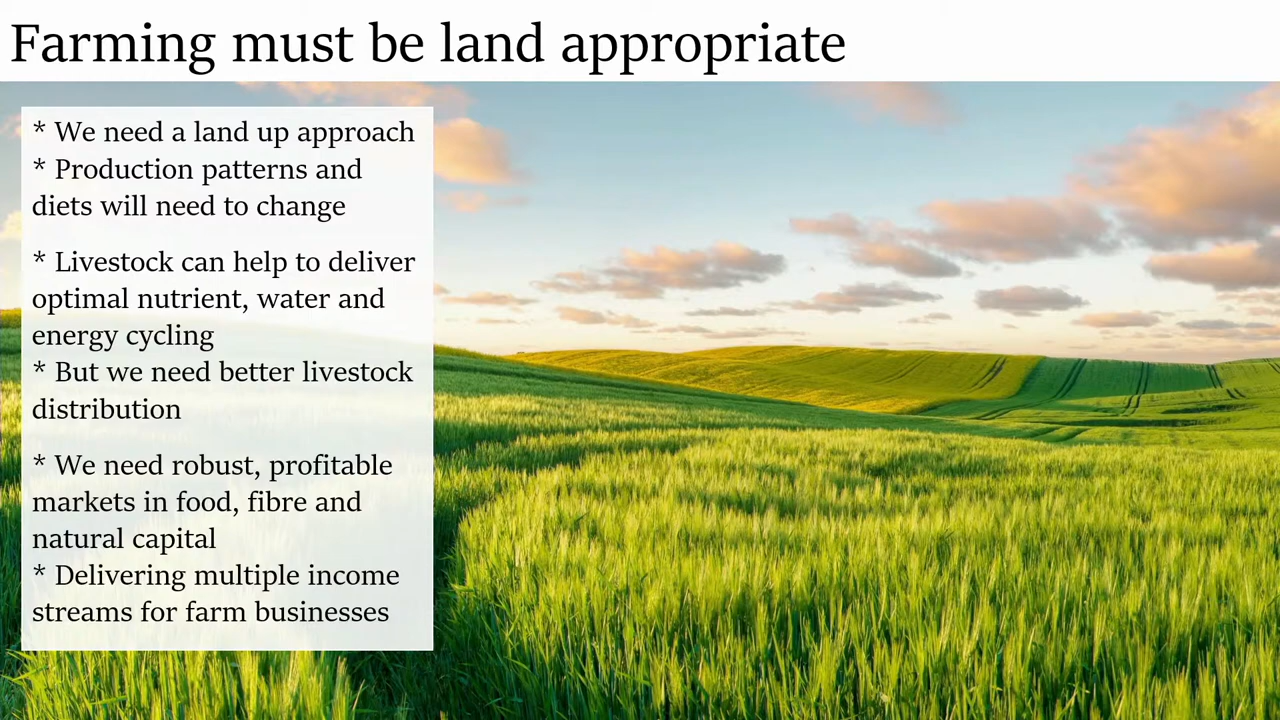 Farming must be land appropriate
* We need a land up approach
* Production patterns and
diets will need to change
* Livestock can help to deliver
optimal nutrient, water and
energy cycling
* But we need better livestock
distribution
* We need robust, profitable
markets in food, fibre and
natural capital
* Delivering multiple income
streams for farm businesses